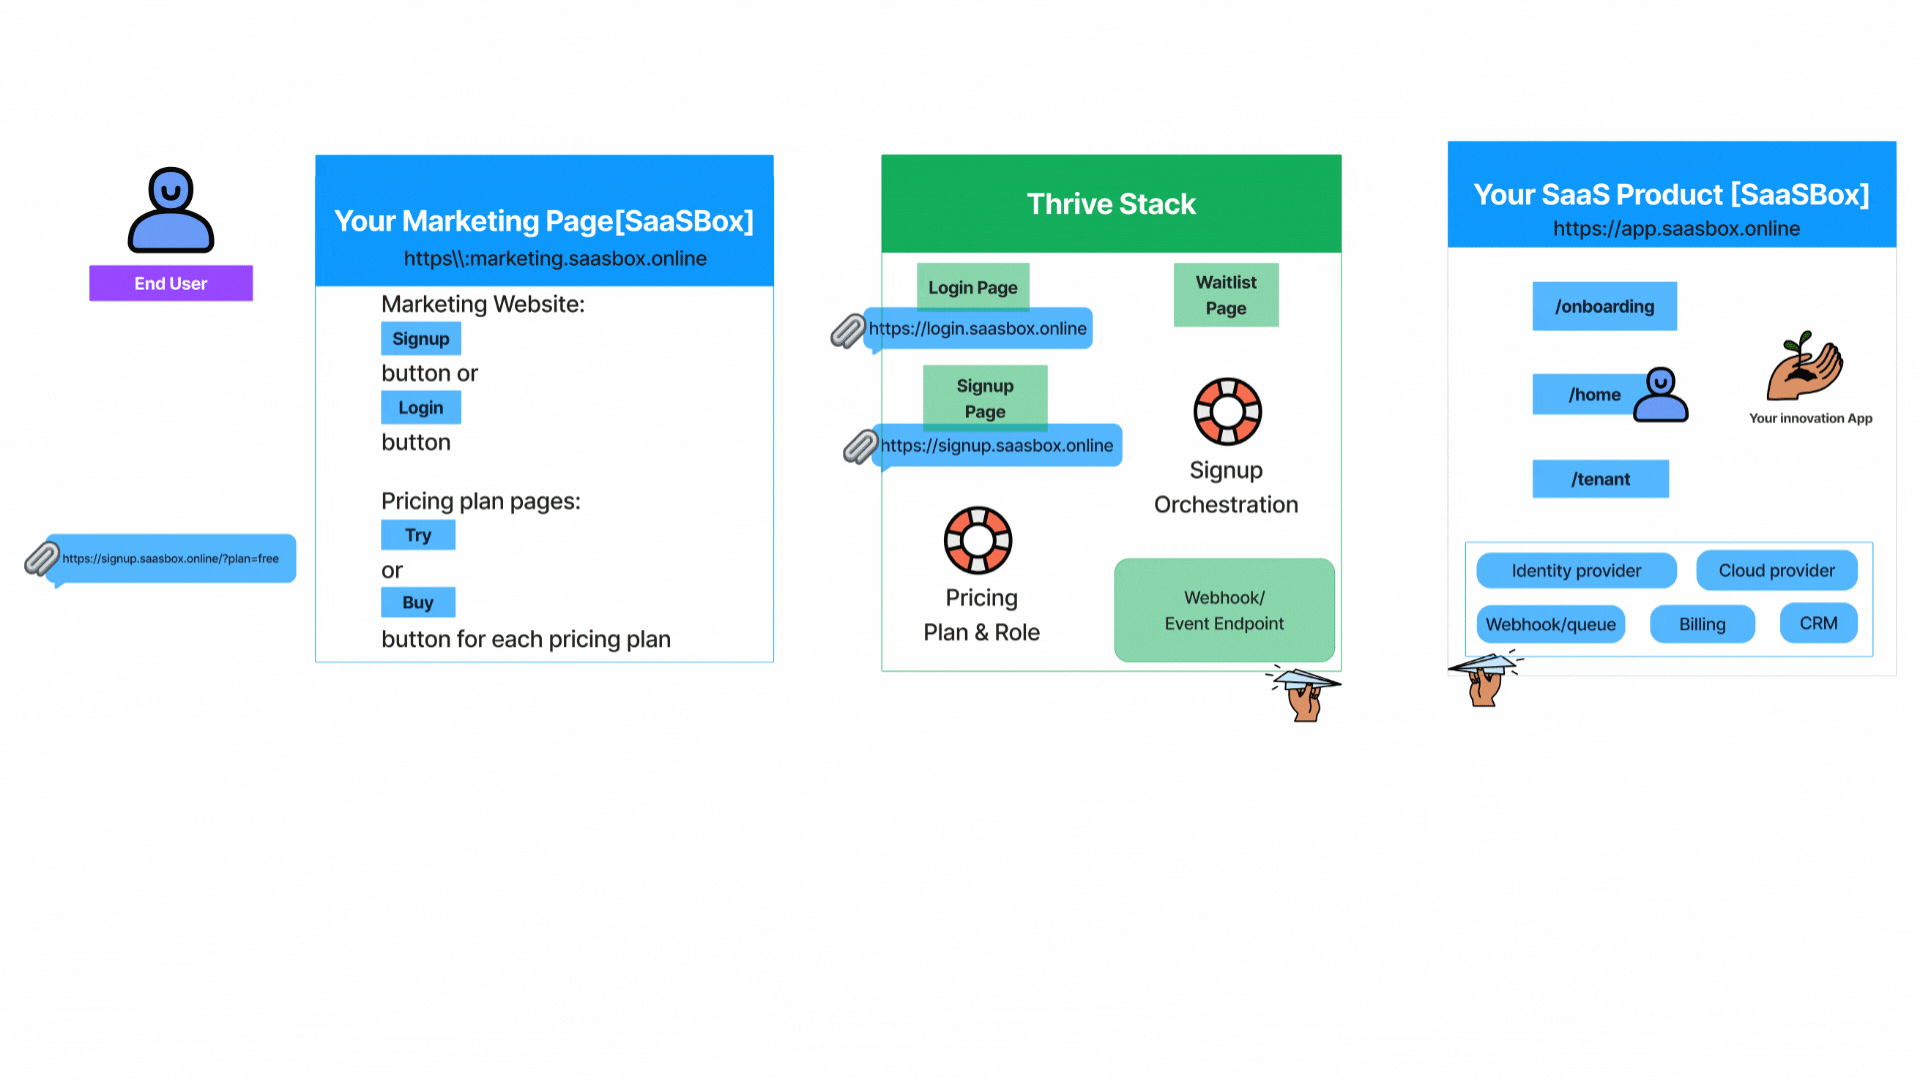 End User
https://signup.saasbox.online/?plan=free
Your Marketing Page[SaaSBox]
https\\:marketing.saasbox.online
Marketing Website:
Signup
button or
Login
button
Pricing plan pages:
Try
or
Buy
button for each pricing plan
Thrive Stack
Login Page
https://login.saasbox.online
Waitlist
Page
Signup
Page
https://signup.saasbox.online
Signup
Orchestration
Pricing
Plan & Role
Webhook/
Event Endpoint
Your SaaS Product [SaaSBox]
https://app.saasbox.online
/onboarding
/home
Your innovation App
/tenant
Identity provider
Cloud provider
Webhook/queue
Billing
CRM